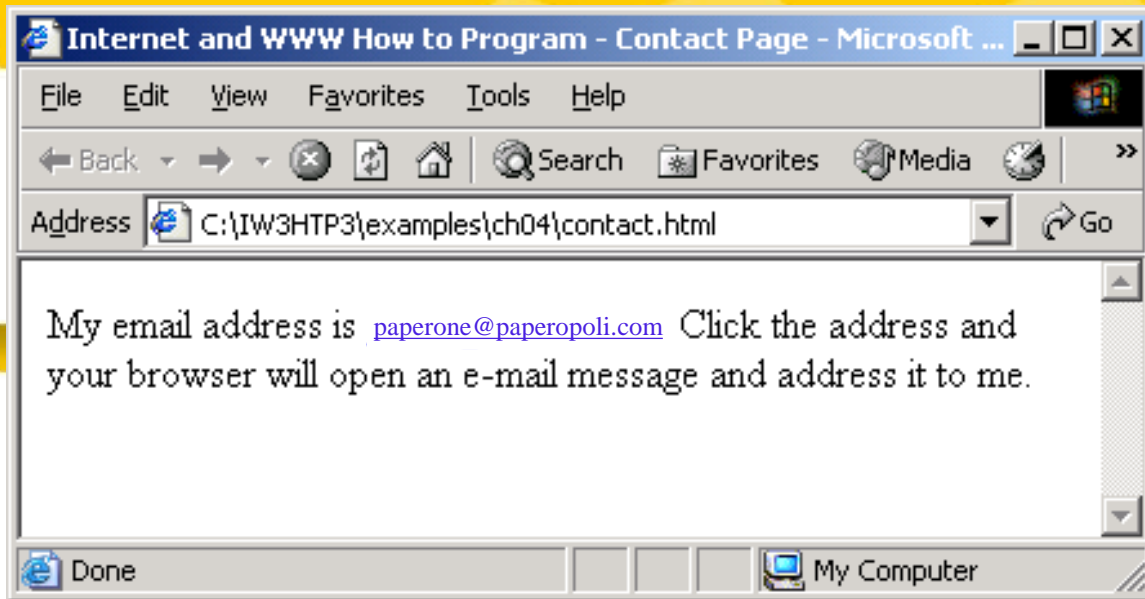 Internet and WWW How to Program - Contact Page - Microsoft ...
File Edit View Favorites Tools Help
Back Search Favorites Media »
Address C:\IW3HTP3\examples\ch04\contact.html Go
My email address is paperone@paperopoli.com Click the address and
your browser will open an e-mail message and address it to me.
Done My Computer